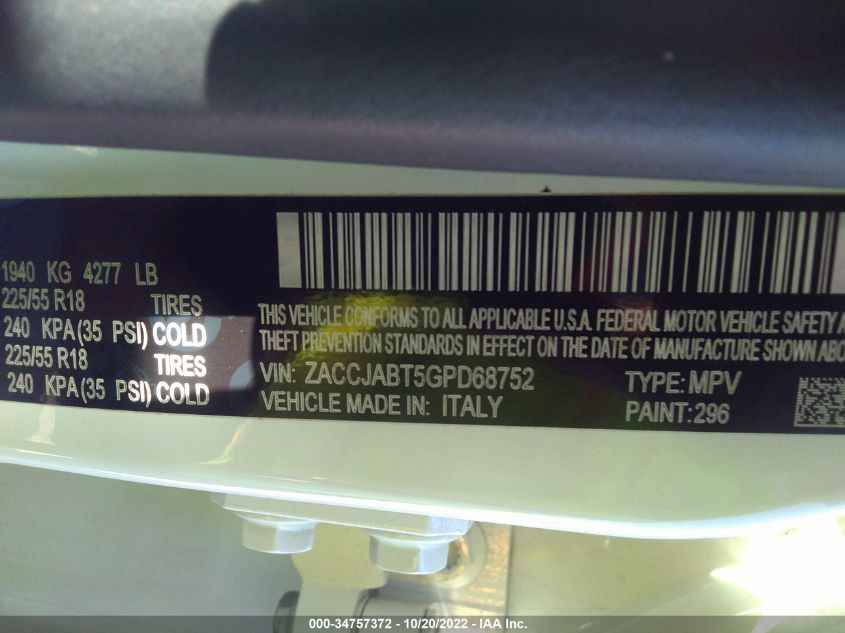 1940 KG 4277 LB
225/55 R18 TIRES
240 KPA(35 PSI) COLD
225/55 R18 TIRES
240 KPA(35 PSI) COLD
THIS VEHICLE CONFORMS TO ALL APPLICABLE U.S.A. FEDERAL MOTOR VEHICLE SAFETY
THEFT PREVENTION STANDARDS IN EFFECT ON THE DATE OF MANUFACTURE SHOWN ABO
VIN: ZACCJABT5GPD68752 TYPE: MPV
VEHICLE MADE IN: ITALY PAINT: 296
000-34757372 - 10/20/2022 - IAA Inc.